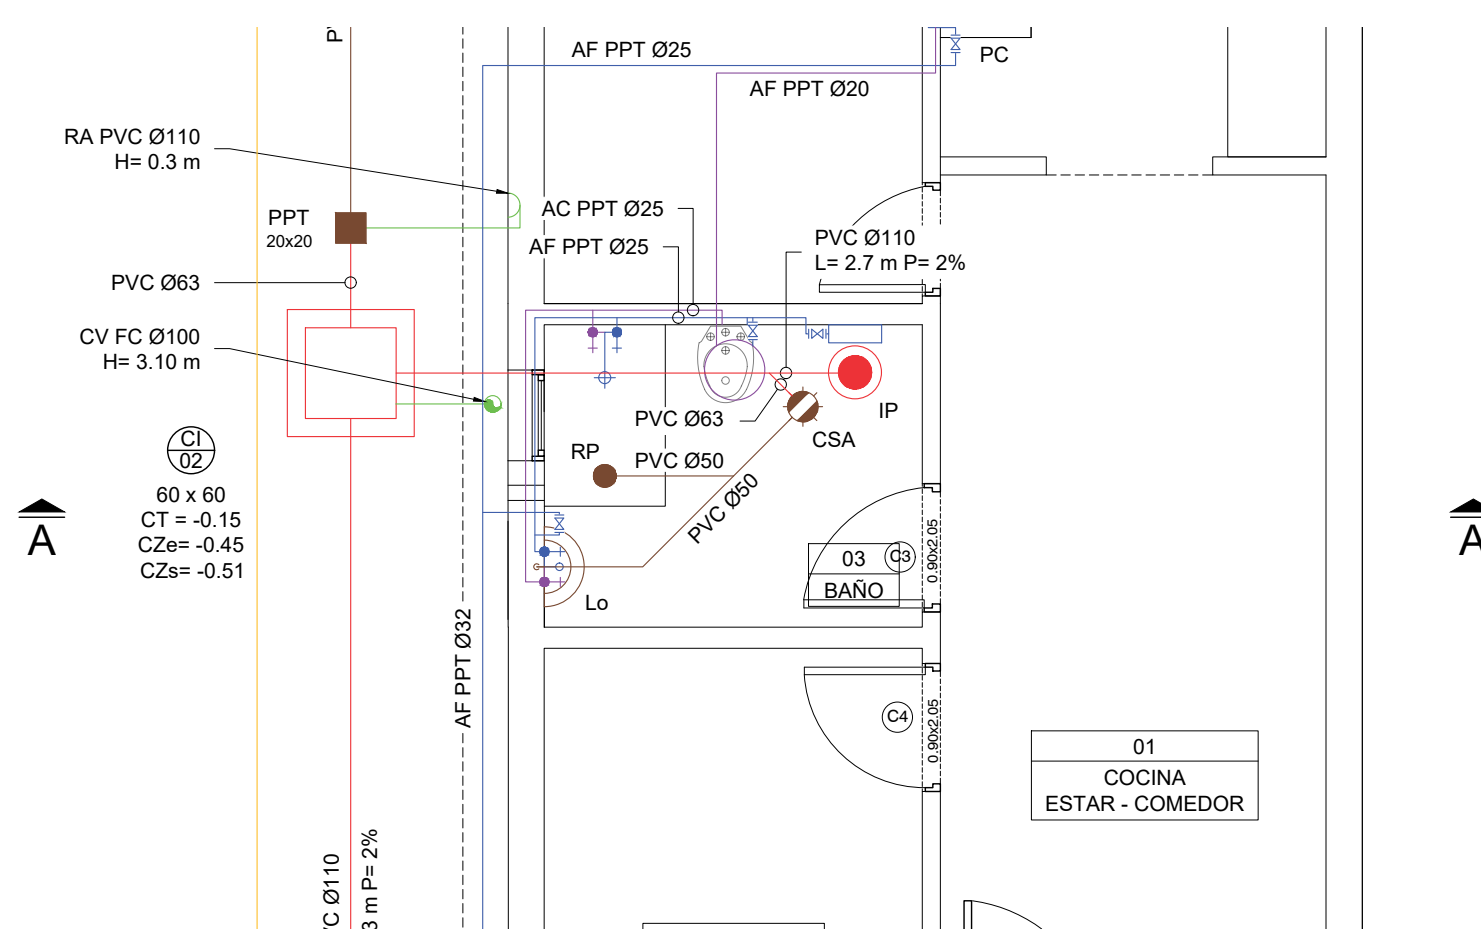 AF PPT Ø25
PC
AF PPT Ø20
RA PVC Ø110
H= 0.3 m
PPT
20x20
AC PPT Ø25
AF PPT Ø25
PVC Ø110
L= 2.7 m P= 2%
PVC Ø63
CV FC Ø100
H= 3.10 m
IP
PVC Ø63
CSA
RP
PVC Ø50
PVC Ø50
CI
02
60 x 60
CT = -0.15
CZe= -0.45
CZs= -0.51
A
A
03
BAÑO
C3
0.90x2.05
Lo
AF PPT Ø32
C4
0.90x2.05
01
COCINA
ESTAR - COMEDOR
Ø110
m P= 2%